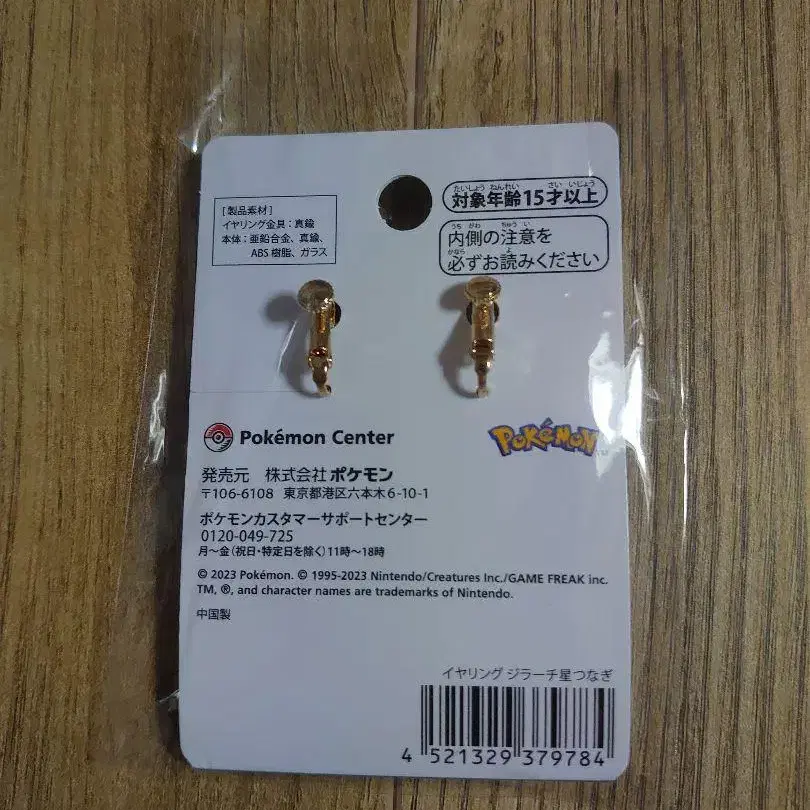 [製品素材]
イヤリング金具：真鍮
本体：亜鉛合金、真鍮、
ABS樹脂、ガラス
たいしょう ねんれい さい いじょう
対象年齢15才以上
うち がわ ちゅう い
内側の注意を
かなら よ
必ずお読みください
Pokémon Center
POKéMON
発売元 株式会社ポケモン
〒106-6108 東京都港区六本木6-10-1
ポケモンカスタマーサポートセンター
0120-049-725
月～金(祝日・特定日を除く)11時～18時
© 2023 Pokémon. © 1995-2023 Nintendo/Creatures Inc./GAME FREAK inc.
TM, ®, and character names are trademarks of Nintendo.
中国製
イヤリング ジラーチ星つなぎ
4 521329 379784